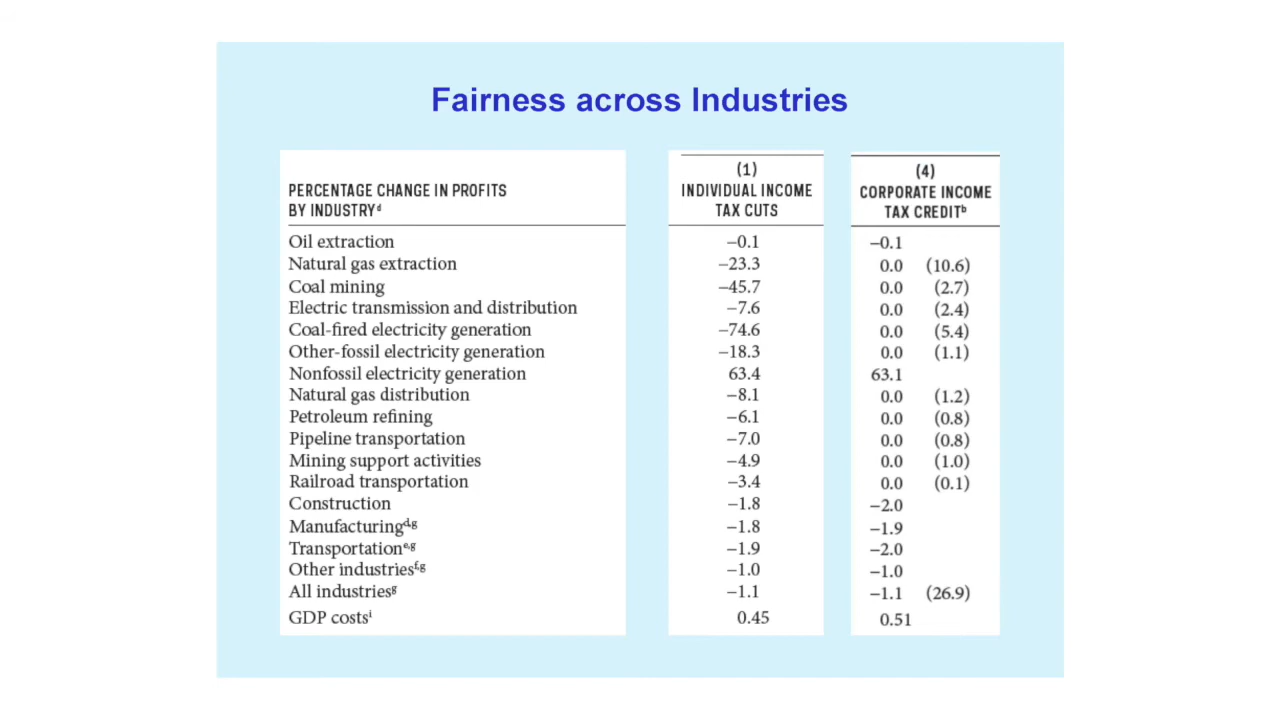 Fairness across Industries
PERCENTAGE CHANGE IN PROFITS
BY INDUSTRYᵈ
(1)
INDIVIDUAL INCOME
TAX CUTS
(4)
CORPORATE INCOME
TAX CREDITᵇ
Oil extraction −0.1 −0.1
Natural gas extraction −23.3 0.0 (10.6)
Coal mining −45.7 0.0 (2.7)
Electric transmission and distribution −7.6 0.0 (2.4)
Coal-fired electricity generation −74.6 0.0 (5.4)
Other-fossil electricity generation −18.3 0.0 (1.1)
Nonfossil electricity generation 63.4 63.1
Natural gas distribution −8.1 0.0 (1.2)
Petroleum refining −6.1 0.0 (0.8)
Pipeline transportation −7.0 0.0 (0.8)
Mining support activities −4.9 0.0 (1.0)
Railroad transportation −3.4 0.0 (0.1)
Construction −1.8 −2.0
Manufacturingᵈ,ᵍ −1.8 −1.9
Transportationᵉ,ᵍ −1.9 −2.0
Other industriesᶠ,ᵍ −1.0 −1.0
All industriesᵍ −1.1 −1.1 (26.9)
GDP costsⁱ 0.45 0.51